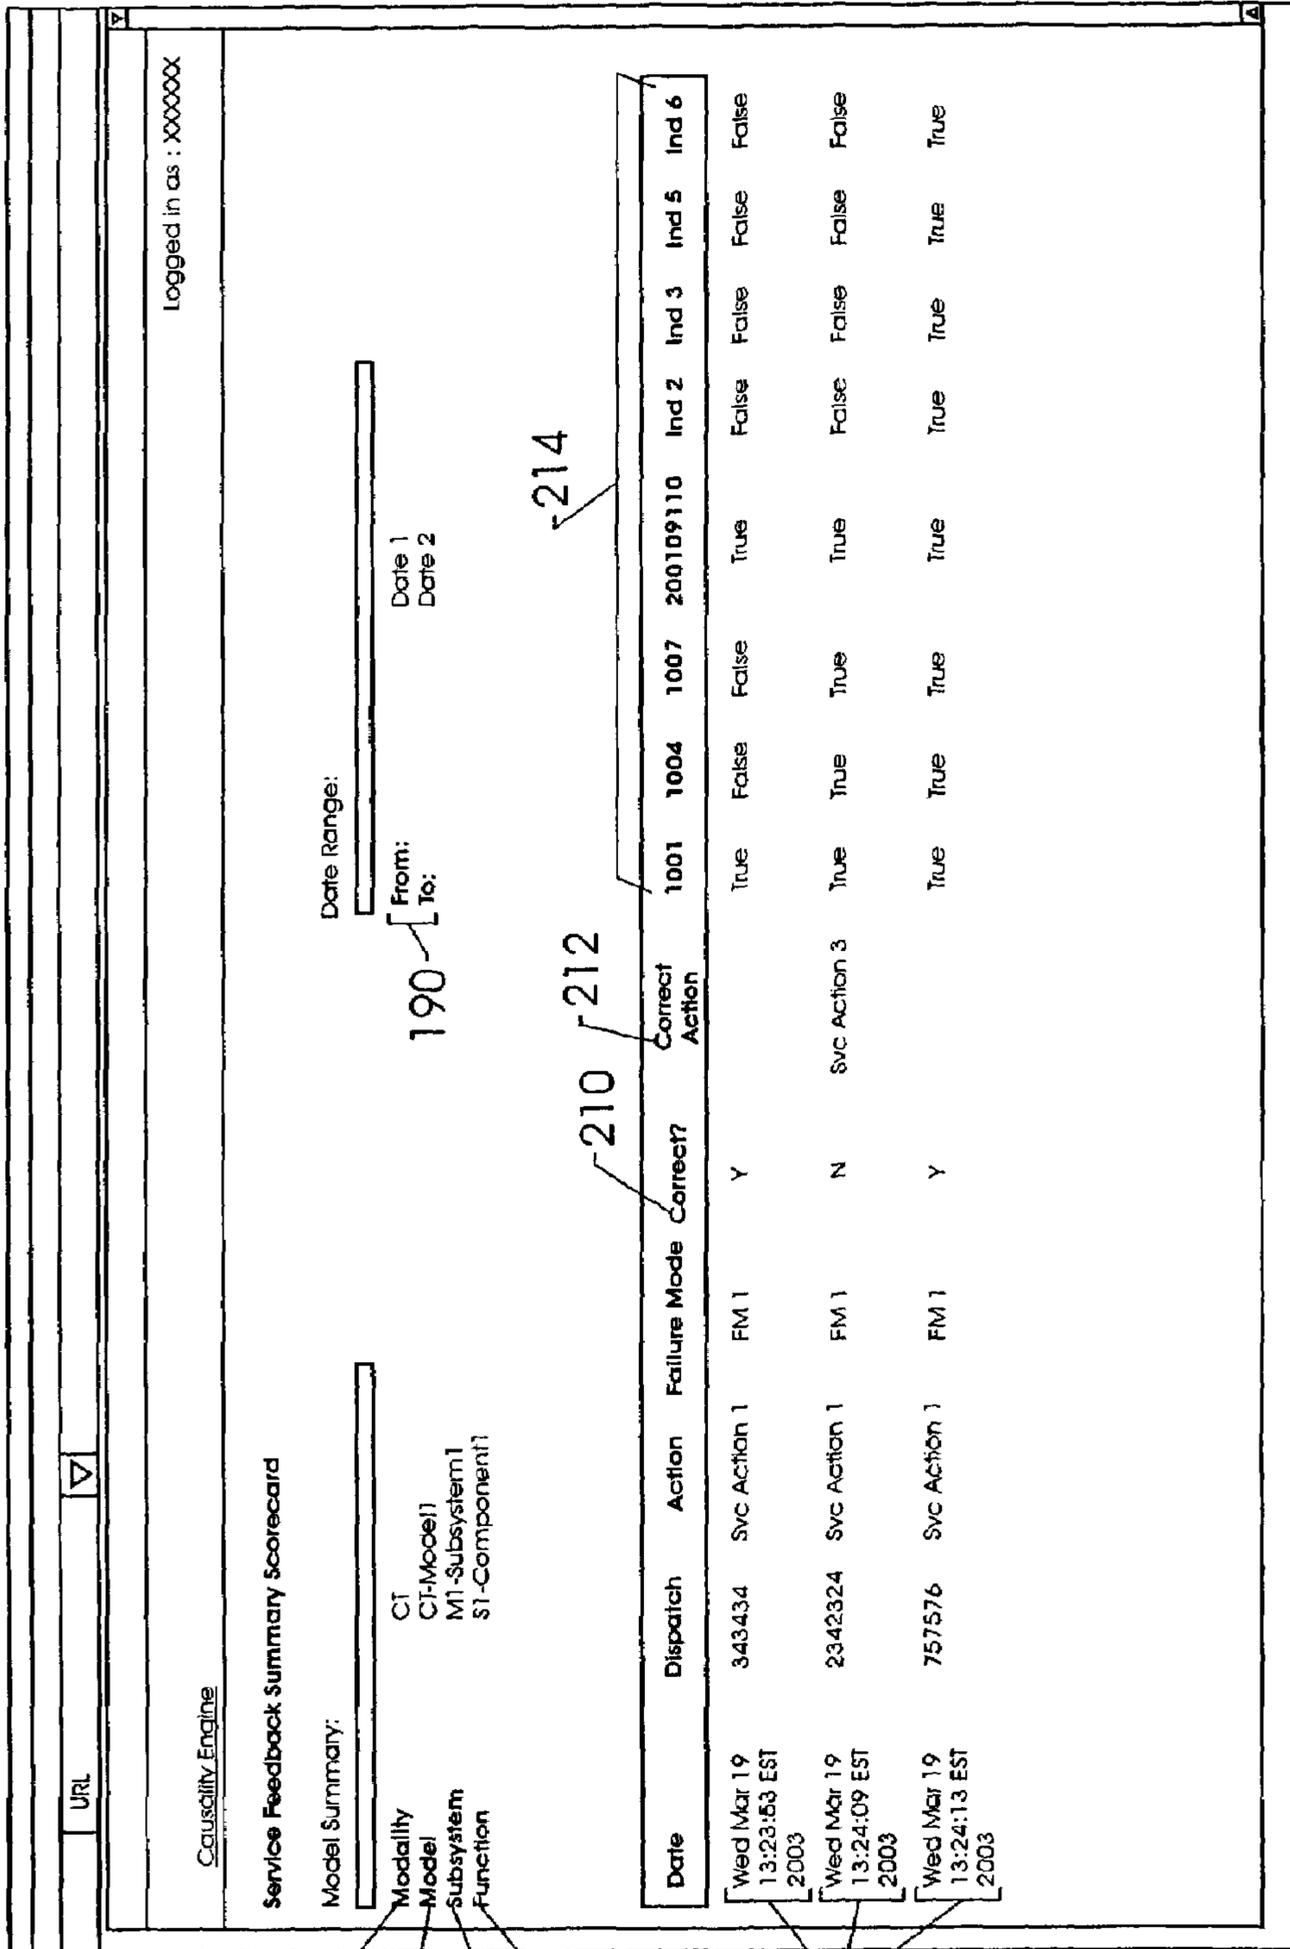 URL
Logged in as : XXXXXX
Causality Engine
Service Feedback Summary Scorecard
Model Summary:
Date Range:
Modality CT
Model CT-Model1
Subsystem M1-Subsystem1
Function S1-Component1
190
From: Date 1
To: Date 2
210
212
214
Date Dispatch Action Failure Mode Correct? Correct Action 1001 1004 1007 200109110 Ind 2 Ind 3 Ind 5 Ind 6
Wed Mar 19 343434 Svc Action 1 FM 1 Y True False False True False False False False
13:23:53 EST
2003
Wed Mar 19 2342324 Svc Action 1 FM 1 N Svc Action 3 True True True True False False False False
13:24:09 EST
2003
Wed Mar 19 757576 Svc Action 1 FM 1 Y True True True True True True True True
13:24:13 EST
2003